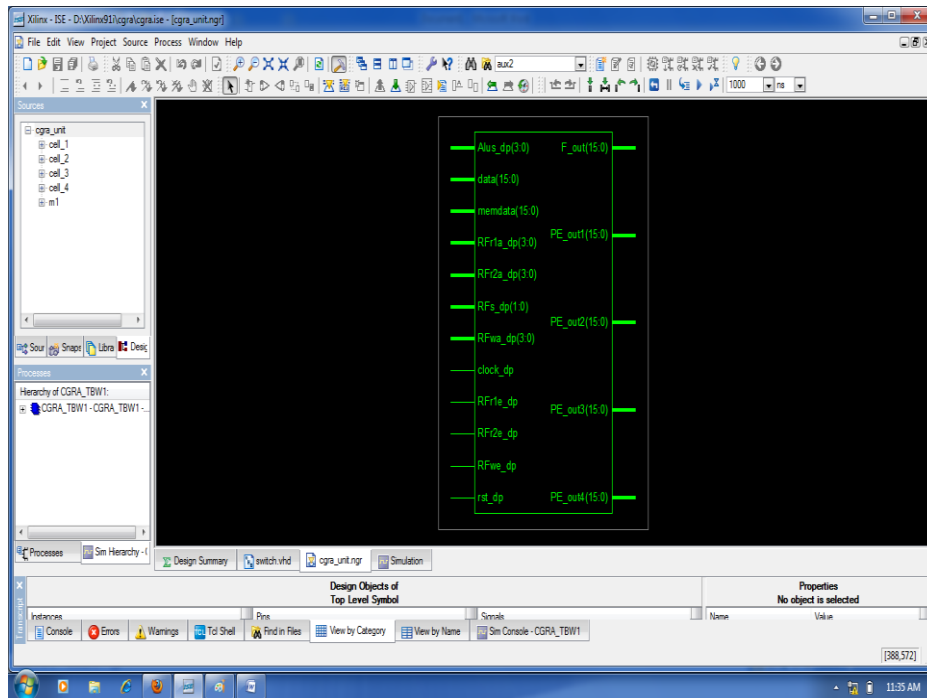 Xilinx - ISE - D:\Xilinx91i\cgra\cgra.ise - [cgra_unit.ngr]
File Edit View Project Source Process Window Help
aux2
1000 ns
Sources
cgra_unit
cell_1
cell_2
cell_3
cell_4
m1
Sour Snaps Libra Desig
Processes
Hierarchy of CGRA_TBW1:
CGRA_TBW1 - CGRA_TBW1 -...
Processes Sim Hierarchy - (
Alus_dp(3:0) F_out(15:0)
data(15:0)
memdata(15:0)
RFr1a_dp(3:0) PE_out1(15:0)
RFr2a_dp(3:0)
RFs_dp(1:0) PE_out2(15:0)
RFwa_dp(3:0)
clock_dp
RFr1e_dp PE_out3(15:0)
RFr2e_dp
RFwe_dp
rst_dp PE_out4(15:0)
Design Summary switch.vhd cgra_unit.ngr Simulation
Design Objects of
Top Level Symbol
Properties
No object is selected
Instances Pins Signals Name Value
Console Errors Warnings Tcl Shell Find in Files View by Category View by Name Sim Console - CGRA_TBW1
[388,572]
11:35 AM